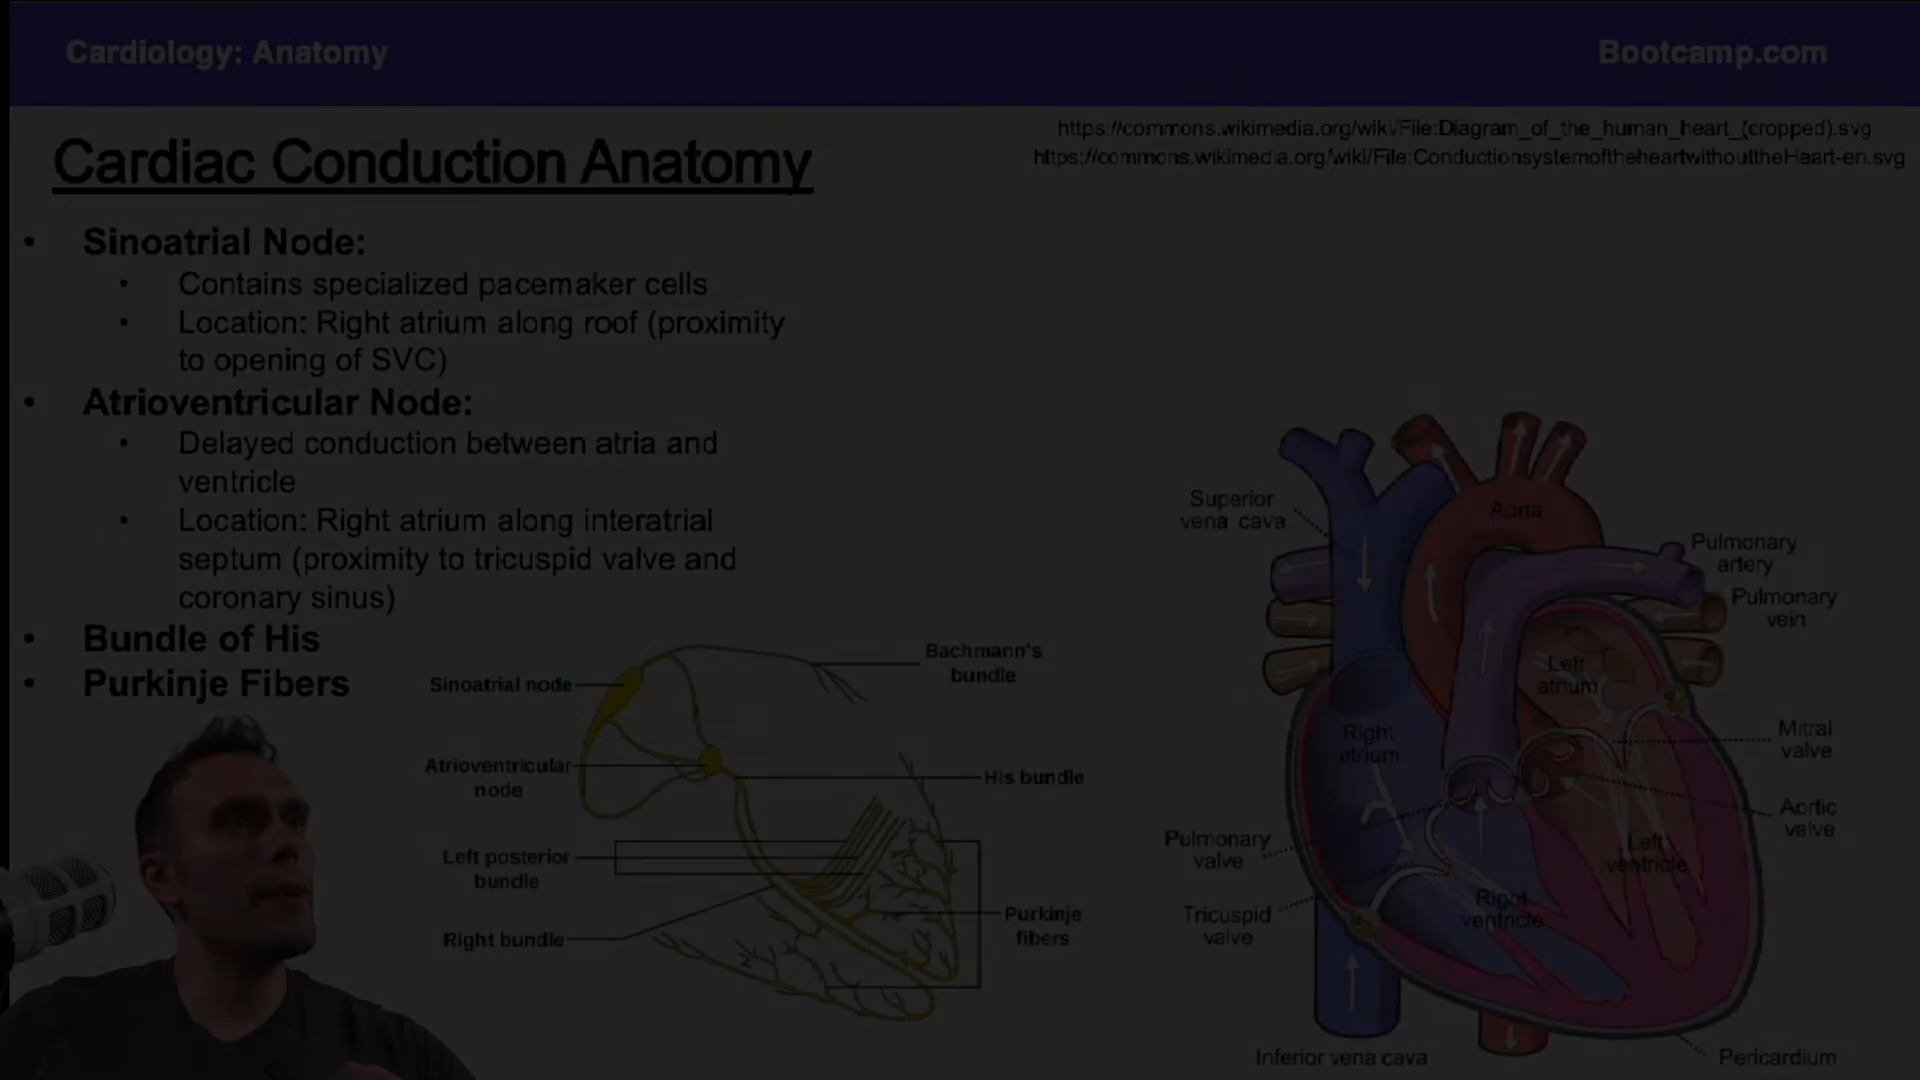 Cardiology: Anatomy
Bootcamp.com
https://commons.wikimedia.org/wiki/File:Diagram_of_the_human_heart_(cropped).svg
https://commons.wikimedia.org/wiki/File:ConductionsystemoftheheartwithouttheHeart-en.svg
Cardiac Conduction Anatomy
• Sinoatrial Node:
• Contains specialized pacemaker cells
• Location: Right atrium along roof (proximity
to opening of SVC)
• Atrioventricular Node:
• Delayed conduction between atria and
ventricle
• Location: Right atrium along interatrial
septum (proximity to tricuspid valve and
coronary sinus)
• Bundle of His
• Purkinje Fibers
Sinoatrial node
Bachmann's
bundle
Atrioventricular
node
His bundle
Left posterior
bundle
Right bundle
Purkinje
fibers
Superior
vena cava
Aorta
Pulmonary
artery
Pulmonary
vein
Left
atrium
Right
atrium
Mitral
valve
Aortic
valve
Pulmonary
valve
Left
ventricle
Tricuspid
valve
Right
ventricle
Inferior vena cava
Pericardium